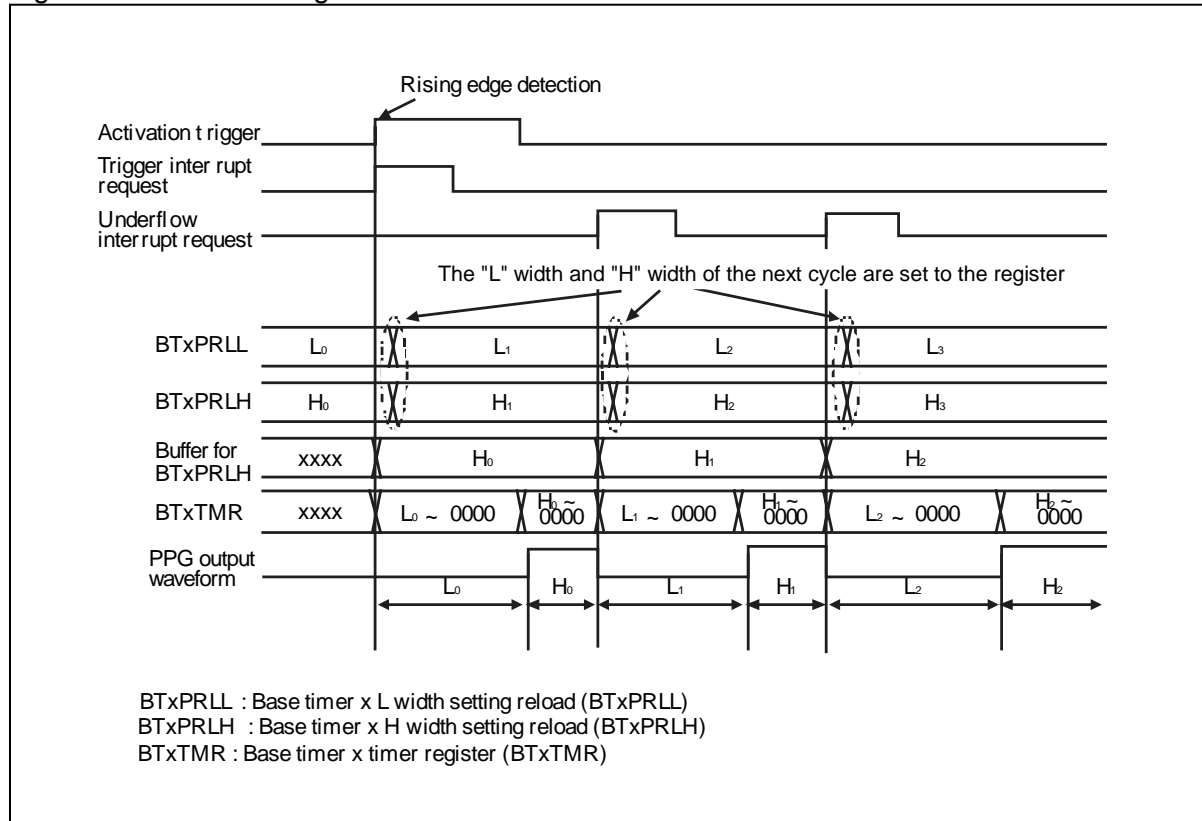 Rising edge detection
Activation t rigger
Trigger inter rupt
request
Underflow
interrupt request
The "L" width and "H" width of the next cycle are set to the register
BTxPRLL L₀ L₁ L₂ L₃
BTxPRLH H₀ H₁ H₂ H₃
Buffer for
BTxPRLH xxxx H₀ H₁ H₂
BTxTMR xxxx L₀ ~ 0000 H₀ ~ 0000 L₁ ~ 0000 H₁ ~ 0000 L₂ ~ 0000 H₂ ~ 0000
PPG output
waveform
L₀ H₀ L₁ H₁ L₂ H₂
BTxPRLL : Base timer x L width setting reload (BTxPRLL)
BTxPRLH : Base timer x H width setting reload (BTxPRLH)
BTxTMR : Base timer x timer register (BTxTMR)